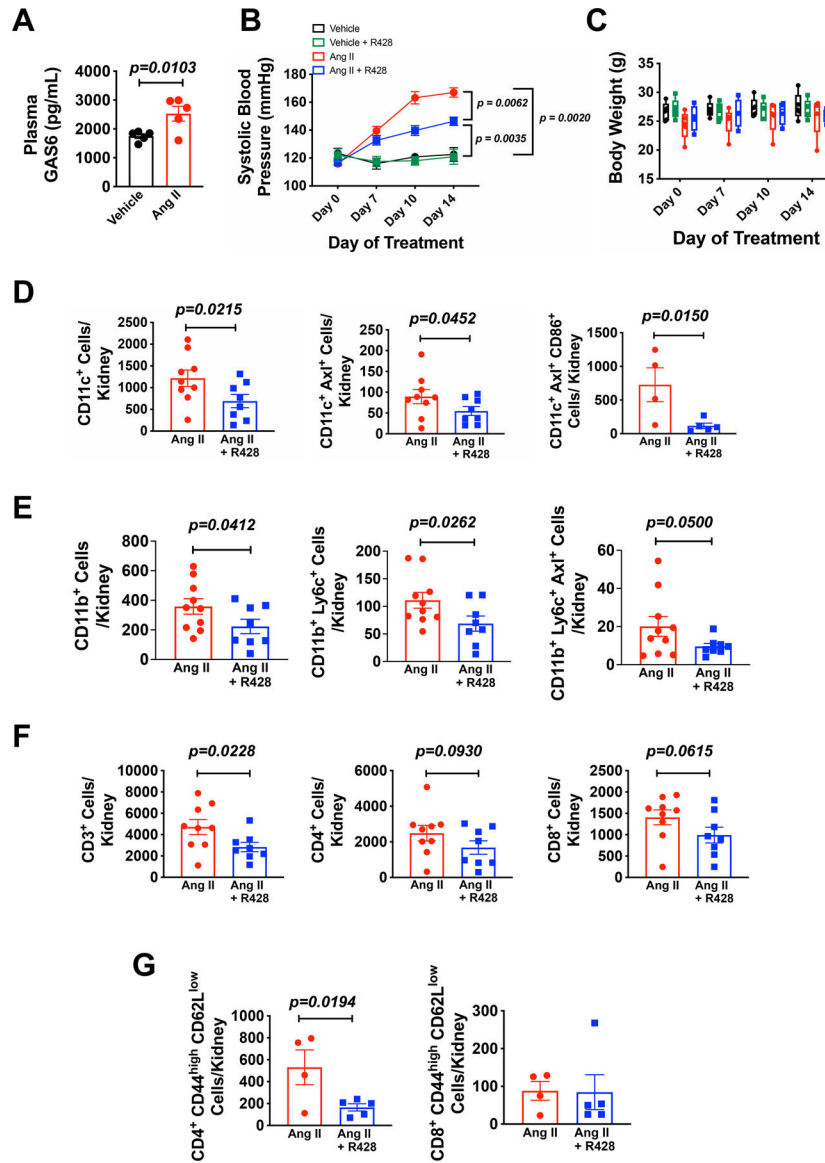 A
p=0.0103
Plasma
GAS6 (pg/mL)
4000
3000
2000
1000
0
Vehicle
Ang II
B
Vehicle
Vehicle + R428
Ang II
Ang II + R428
Systolic Blood
Pressure (mmHg)
180
160
140
120
100
p = 0.0062
p = 0.0035
p = 0.0020
Day 0
Day 7
Day 10
Day 14
Day of Treatment
C
Body Weight (g)
35
30
25
20
15
Day 0
Day 7
Day 10
Day 14
Day of Treatment
D
p=0.0215
CD11c+ Cells/
Kidney
2500
2000
1500
1000
500
0
Ang II
Ang II
+ R428
p=0.0452
CD11c+ Axl+ Cells/
Kidney
250
200
150
100
50
0
Ang II
Ang II
+ R428
p=0.0150
CD11c+ Axl+ CD86+
Cells/ Kidney
1500
1000
500
0
Ang II
Ang II
+ R428
E
p=0.0412
CD11b+ Cells
/Kidney
800
600
400
200
0
Ang II
Ang II
+ R428
p=0.0262
CD11b+ Ly6c+ Cells
/Kidney
200
150
100
50
0
Ang II
Ang II
+ R428
p=0.0500
CD11b+ Ly6c+ Axl+ Cells
/Kidney
60
40
20
0
Ang II
Ang II
+ R428
F
p=0.0228
CD3+ Cells/
Kidney
10000
8000
6000
4000
2000
0
Ang II
Ang II
+ R428
p=0.0930
CD4+ Cells/
Kidney
6000
4000
2000
0
Ang II
Ang II
+ R428
p=0.0615
CD8+ Cells/
Kidney
2500
2000
1500
1000
500
0
Ang II
Ang II
+ R428
G
p=0.0194
CD4+ CD44high CD62Llow
Cells/Kidney
1000
800
600
400
200
0
Ang II
Ang II
+ R428
CD8+ CD44high CD62Llow
Cells/Kidney
300
200
100
0
Ang II
Ang II
+ R428